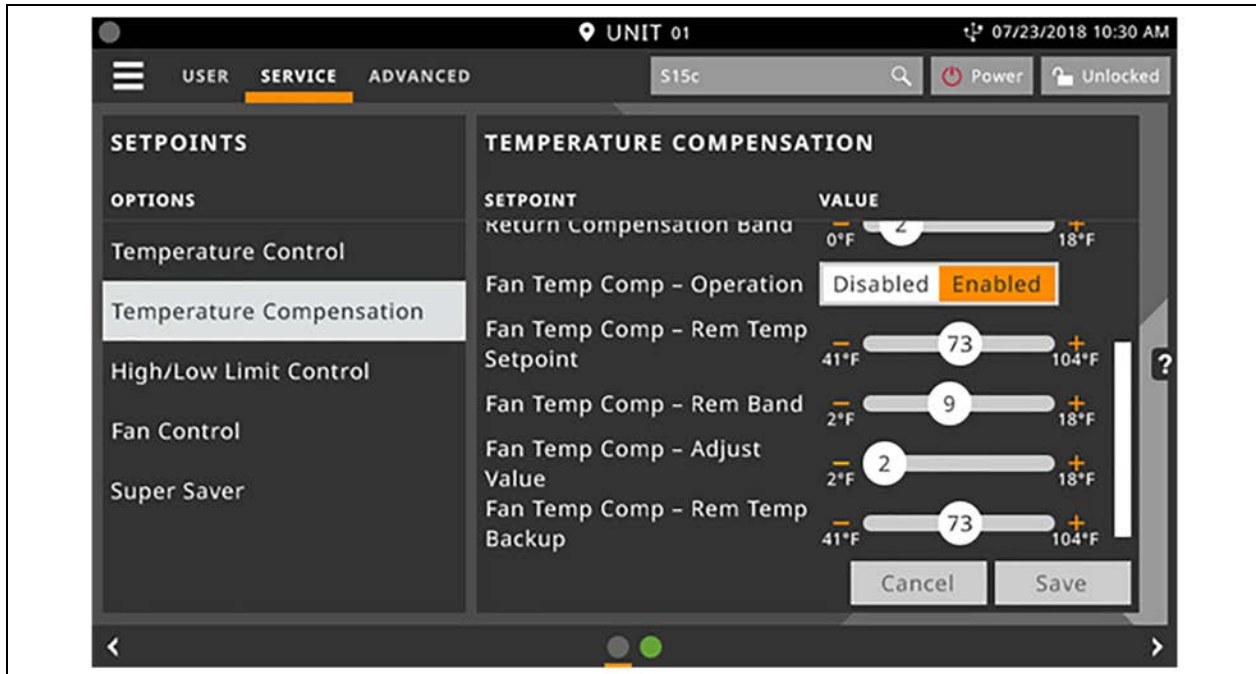 UNIT 01
07/23/2018 10:30 AM
USER SERVICE ADVANCED
S15c
Power
Unlocked
SETPOINTS
OPTIONS
Temperature Control
Temperature Compensation
High/Low Limit Control
Fan Control
Super Saver
TEMPERATURE COMPENSATION
SETPOINT VALUE
Return Compensation Band
− 2 +
0°F 18°F
Fan Temp Comp – Operation Disabled Enabled
Fan Temp Comp – Rem Temp
Setpoint
− 73 +
41°F 104°F
Fan Temp Comp – Rem Band
− 9 +
2°F 18°F
Fan Temp Comp – Adjust
Value
− 2 +
2°F 18°F
Fan Temp Comp – Rem Temp
Backup
− 73 +
41°F 104°F
?
Cancel Save